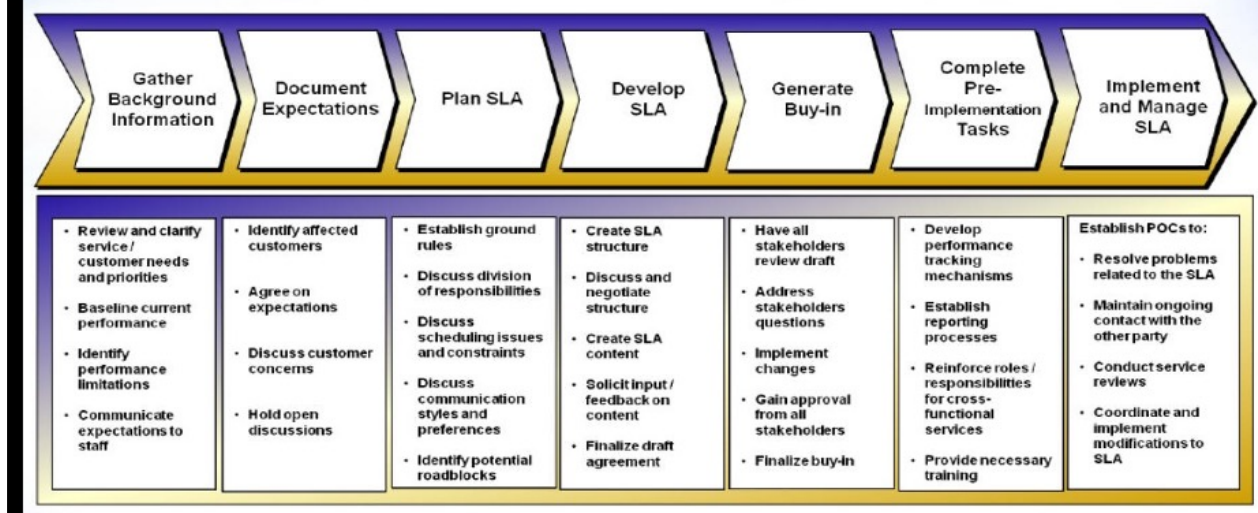 Gather
Background
Information
Document
Expectations
Plan SLA
Develop
SLA
Generate
Buy-in
Complete
Pre-
Implementation
Tasks
Implement
and Manage
SLA
• Review and clarify
service /
customer needs
and priorities
• Baseline current
performance
• Identify
performance
limitations
• Communicate
expectations to
staff
• Identify affected
customers
• Agree on
expectations
• Discuss customer
concerns
• Hold open
discussions
• Establish ground
rules
• Discuss division
of responsibilities
• Discuss
scheduling issues
and constraints
• Discuss
communication
styles and
preferences
• Identify potential
roadblocks
• Create SLA
structure
• Discuss and
negotiate
structure
• Create SLA
content
• Solicit input /
feedback on
content
• Finalize draft
agreement
• Have all
stakeholders
review draft
• Address
stakeholders
questions
• Implement
changes
• Gain approval
from all
stakeholders
• Finalize buy-in
• Develop
performance
tracking
mechanisms
• Establish
reporting
processes
• Reinforce roles /
responsibilities
for cross-
functional
services
• Provide necessary
training
Establish POCs to:
• Resolve problems
related to the SLA
• Maintain ongoing
contact with the
other party
• Conduct service
reviews
• Coordinate and
implement
modifications to
SLA